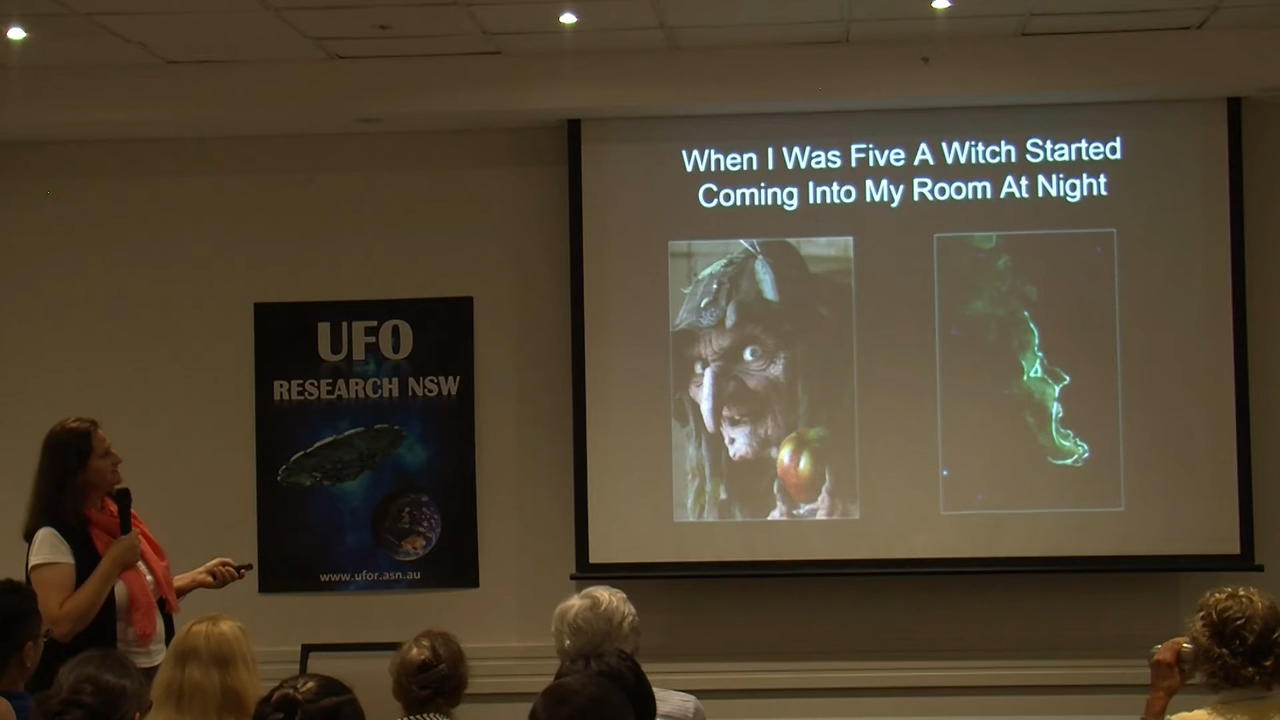 When I Was Five A Witch Started
Coming Into My Room At Night
UFO
RESEARCH NSW
www.ufor.asn.au